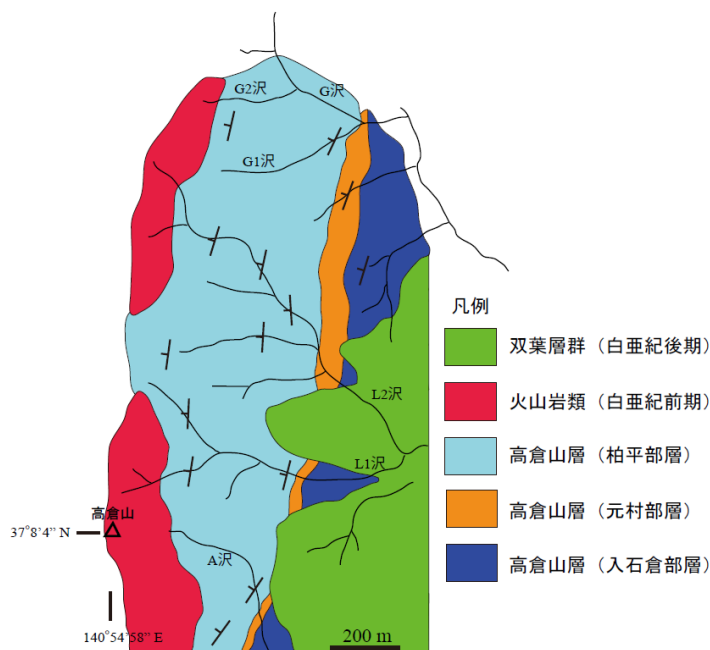 G2沢
G沢
G1沢
凡例
双葉層群（白亜紀後期）
火山岩類（白亜紀前期）
L2沢
高倉山層（柏平部層）
L1沢
高倉山
高倉山層（元村部層）
37°8’4” N
A沢
高倉山層（入石倉部層）
140°54’58” E
200 m